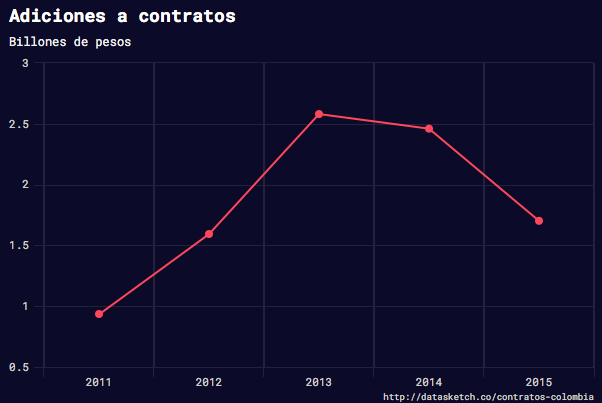 Adiciones a contratos
Billones de pesos
3
2.5
2
1.5
1
0.5
2011 2012 2013 2014 2015
http://datasketch.co/contratos-colombia